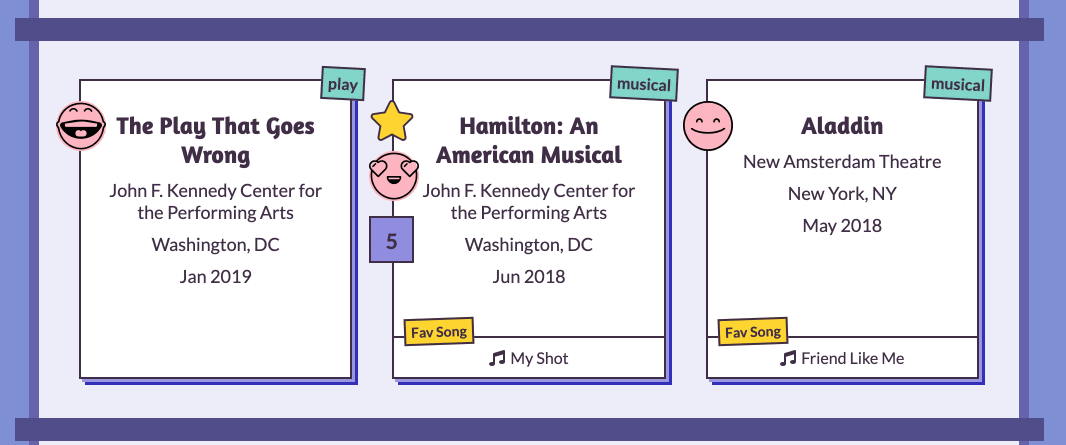 play
The Play That Goes
Wrong
John F. Kennedy Center for
the Performing Arts
Washington, DC
Jan 2019
musical
Hamilton: An
American Musical
John F. Kennedy Center for
the Performing Arts
5
Washington, DC
Jun 2018
Fav Song
My Shot
musical
Aladdin
New Amsterdam Theatre
New York, NY
May 2018
Fav Song
Friend Like Me